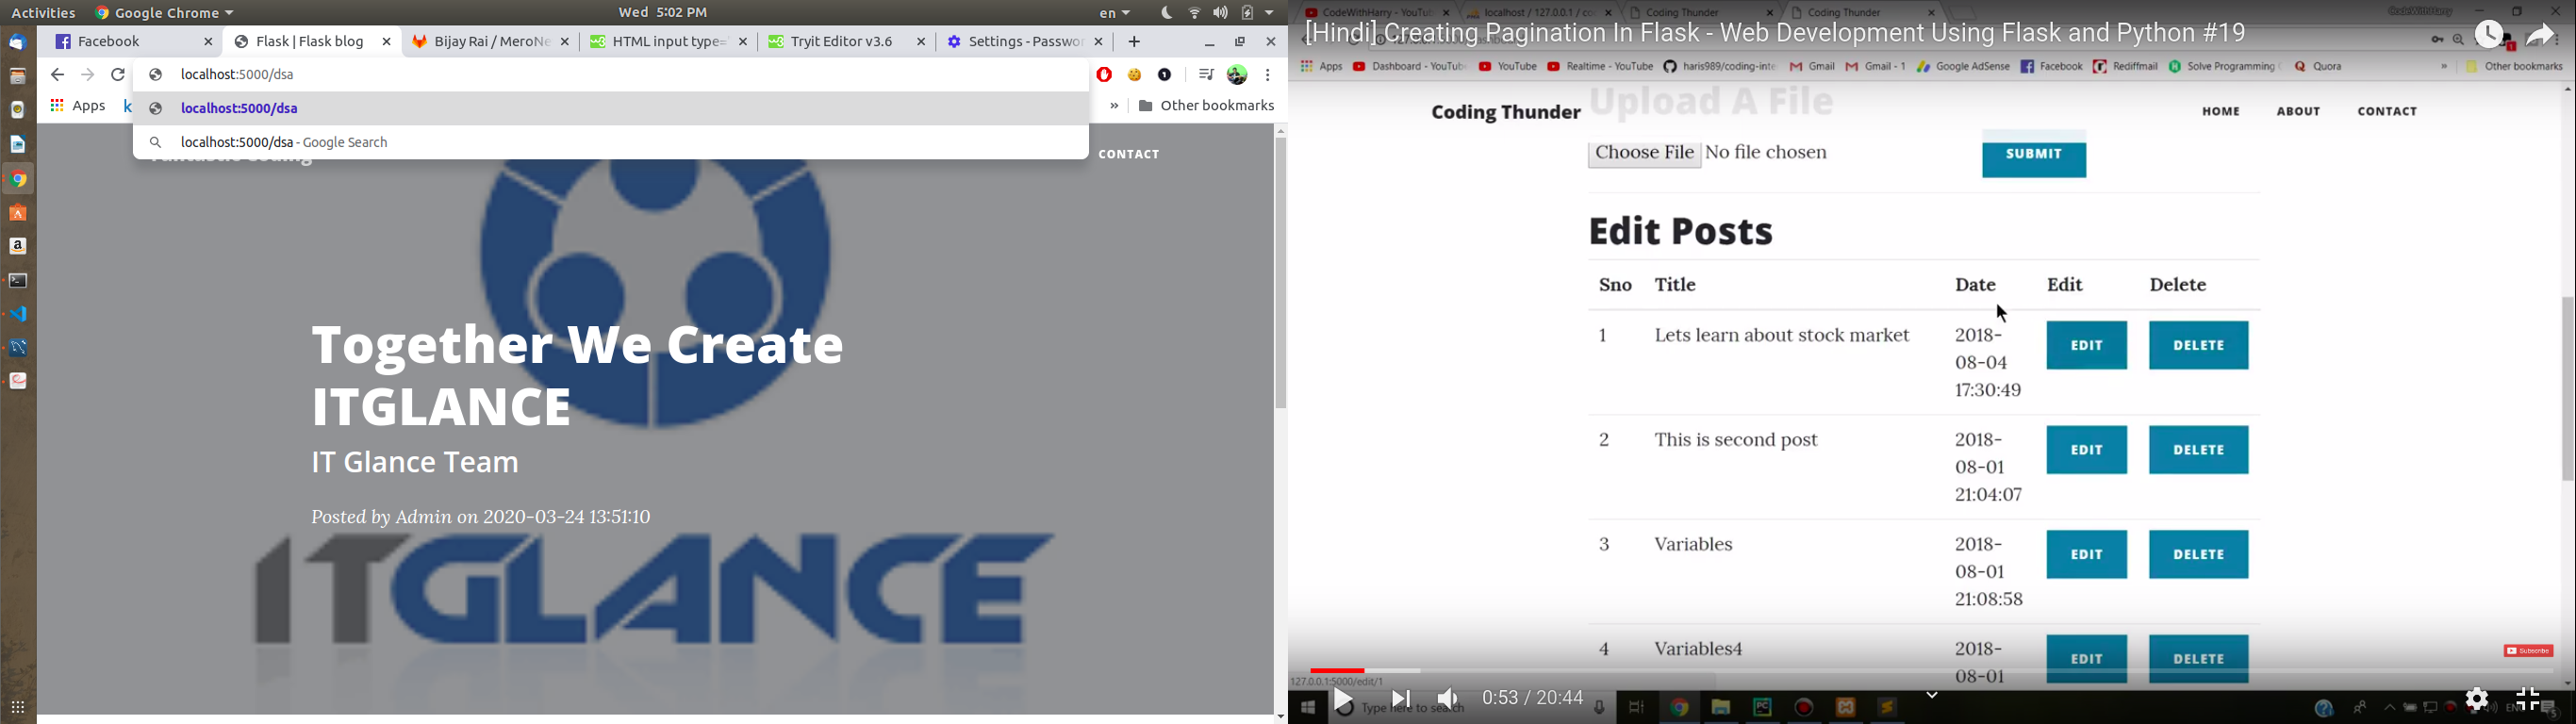 Activities
Google Chrome
Wed 5:02 PM
en
Facebook
Flask | Flask blog
Bijay Rai / MeroNe
HTML input type=
Tryit Editor v3.6
Settings - Passwor
localhost:5000/dsa
localhost:5000/dsa
localhost:5000/dsa - Google Search
Apps
Other bookmarks
CONTACT
Together We Create
ITGLANCE
IT Glance Team
Posted by Admin on 2020-03-24 13:51:10
ITGLANCE
CodeWithHarry - YouTu
localhost / 127.0.0.1 / co
Coding Thunder
Coding Thunder
CodeWithHarry
[Hindi] Creating Pagination In Flask - Web Development Using Flask and Python #19
Apps
Dashboard - YouTub
YouTube
Realtime - YouTube
haris989/coding-inte
Gmail
Gmail - 1
Google AdSense
Facebook
Rediffmail
Solve Programming
Quora
Other bookmarks
Coding Thunder
Upload A File
HOME
ABOUT
CONTACT
Choose File No file chosen
SUBMIT
Edit Posts
Sno Title Date Edit Delete
1 Lets learn about stock market 2018-08-04 17:30:49 EDIT DELETE
2 This is second post 2018-08-01 21:04:07 EDIT DELETE
3 Variables 2018-08-01 21:08:58 EDIT DELETE
4 Variables4 2018-08-01 EDIT DELETE
Subscribe
127.0.0.1:5000/edit/1
0:53 / 20:44
Type here to search